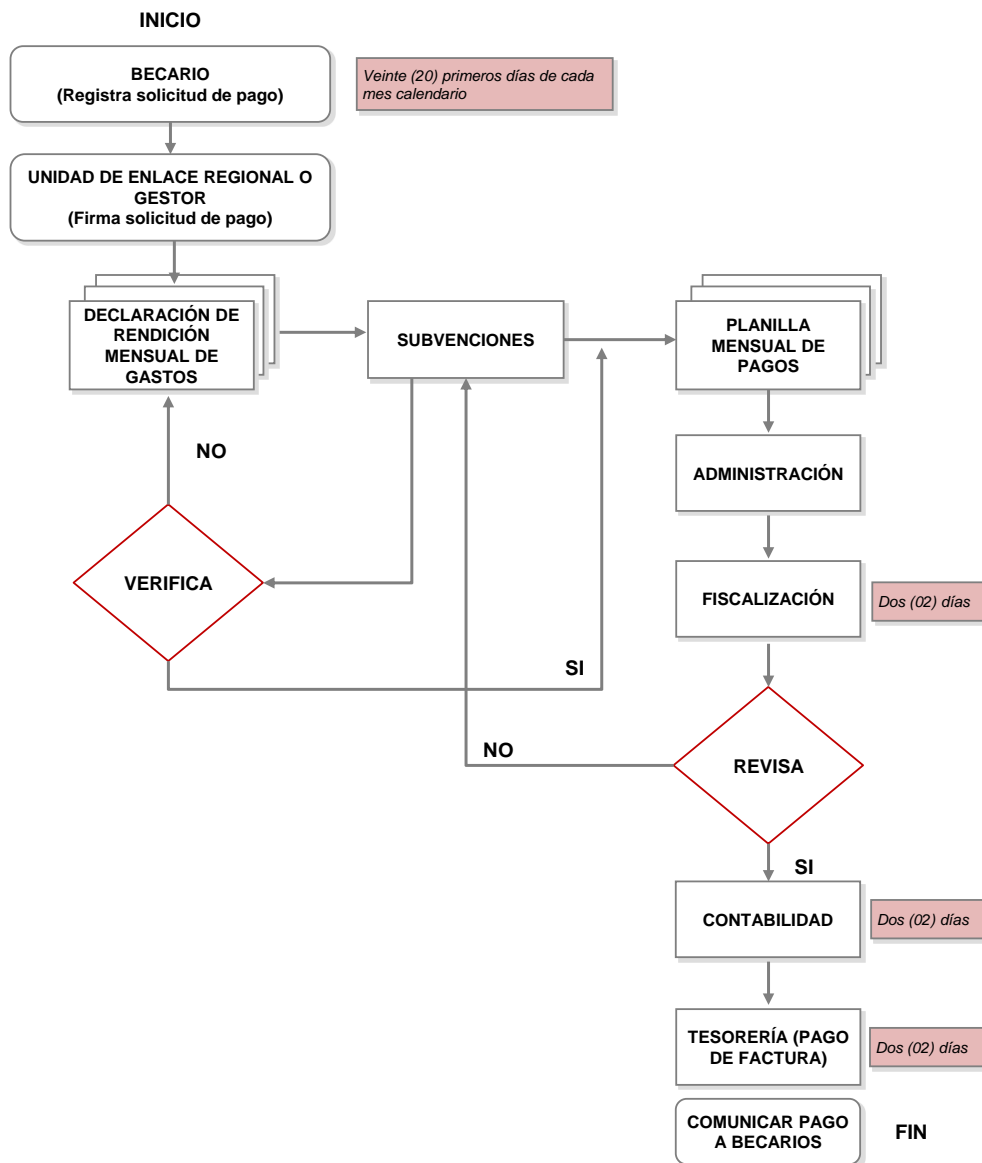 INICIO
BECARIO
(Registra solicitud de pago)
Veinte (20) primeros días de cada
mes calendario
UNIDAD DE ENLACE REGIONAL O
GESTOR
(Firma solicitud de pago)
DECLARACIÓN DE
RENDICIÓN
MENSUAL DE
GASTOS
SUBVENCIONES
PLANILLA
MENSUAL DE
PAGOS
NO
ADMINISTRACIÓN
VERIFICA
FISCALIZACIÓN
Dos (02) días
SI
NO
REVISA
SI
CONTABILIDAD
Dos (02) días
TESORERÍA (PAGO
DE FACTURA)
Dos (02) días
COMUNICAR PAGO
A BECARIOS
FIN